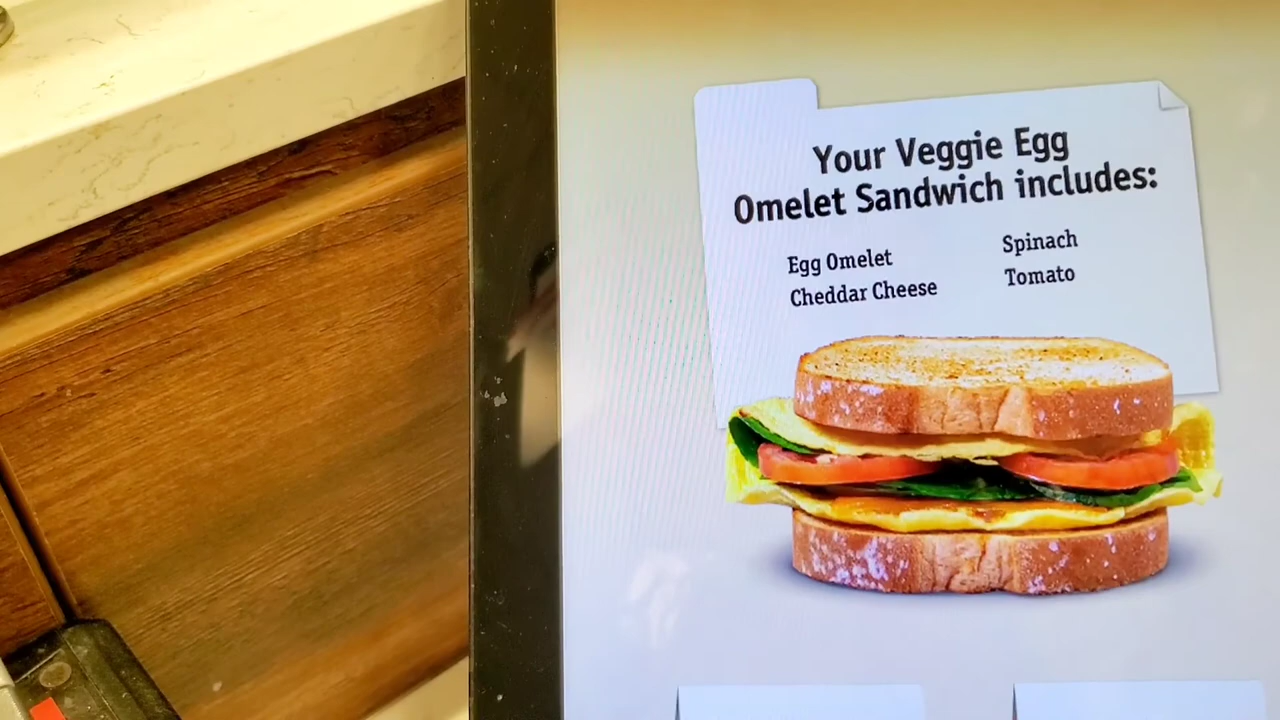 Your Veggie Egg
Omelet Sandwich includes:
Egg Omelet
Cheddar Cheese
Spinach
Tomato